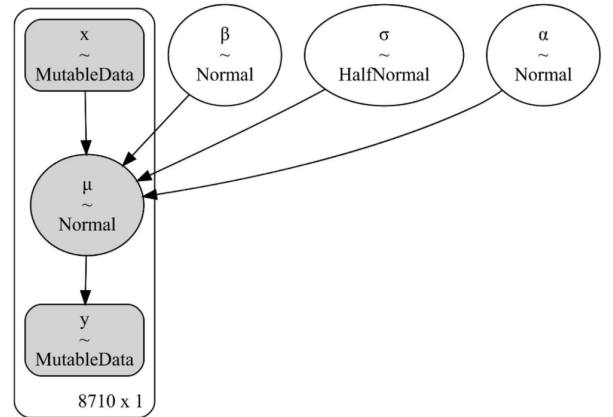 x
~
MutableData
β
~
Normal
σ
~
HalfNormal
α
~
Normal
μ
~
Normal
y
~
MutableData
8710 x 1